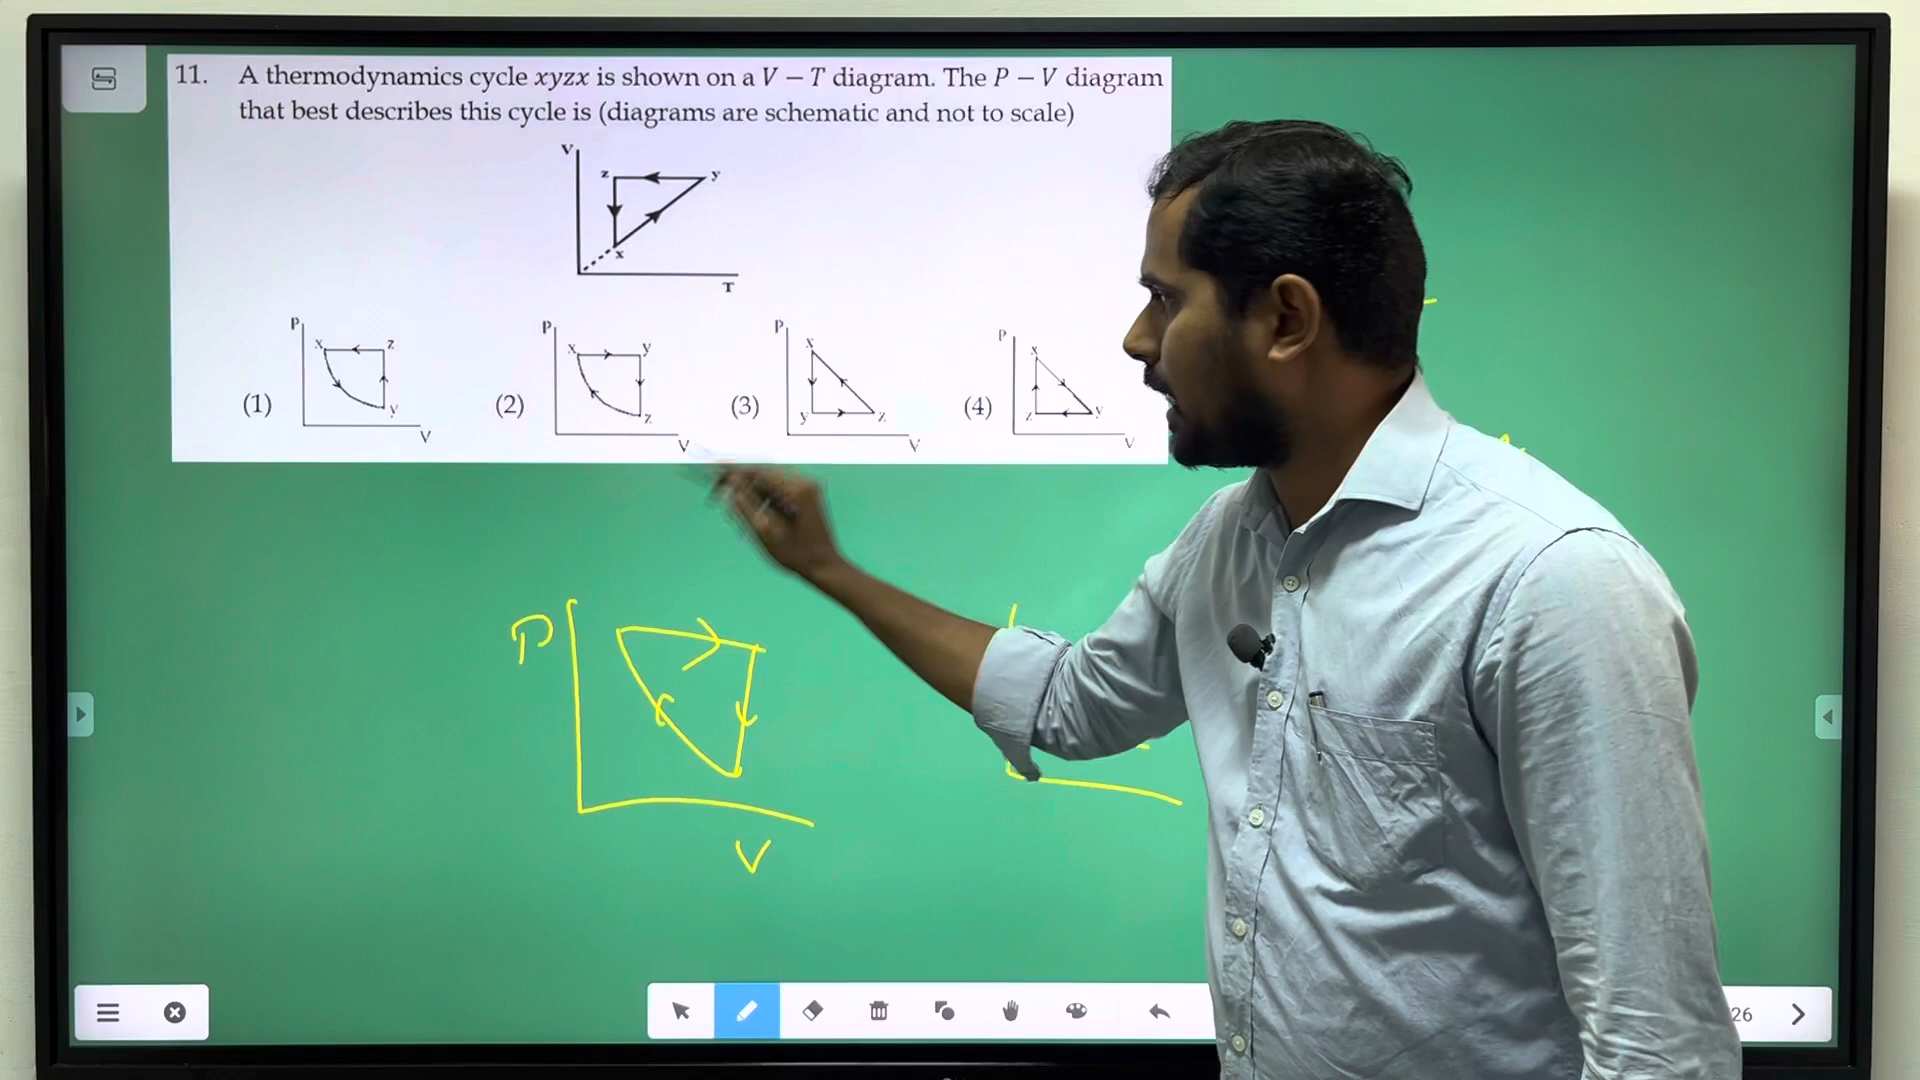 11. A thermodynamics cycle xyzx is shown on a V – T diagram. The P – V diagram
that best describes this cycle is (diagrams are schematic and not to scale)
V
z y
x
T
P P P P
x z x y x x
(1) (2) (3) (4)
y z y z z y
V V V V
P
V
26